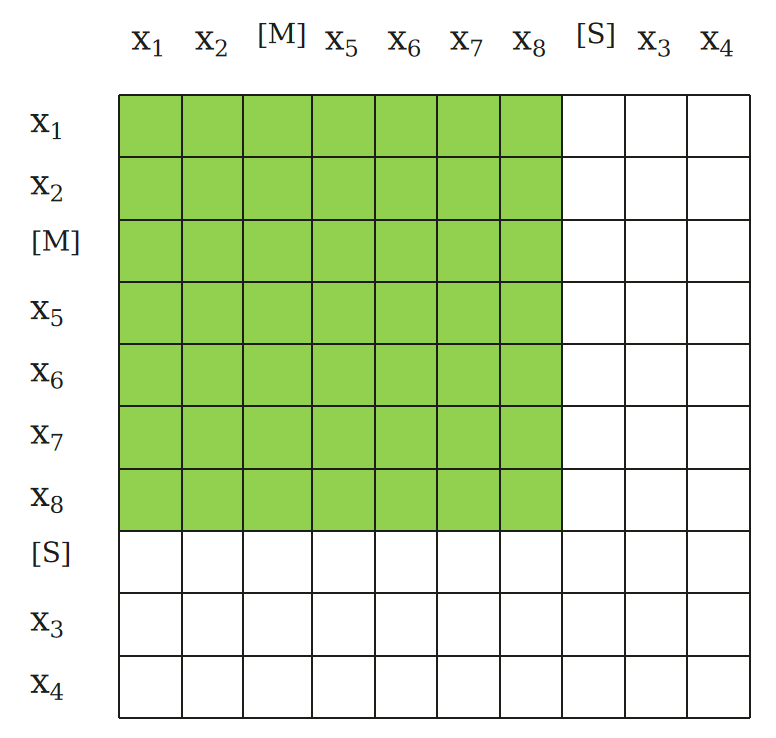 x₁ x₂ [M] x₅ x₆ x₇ x₈ [S] x₃ x₄
x₁
x₂
[M]
x₅
x₆
x₇
x₈
[S]
x₃
x₄